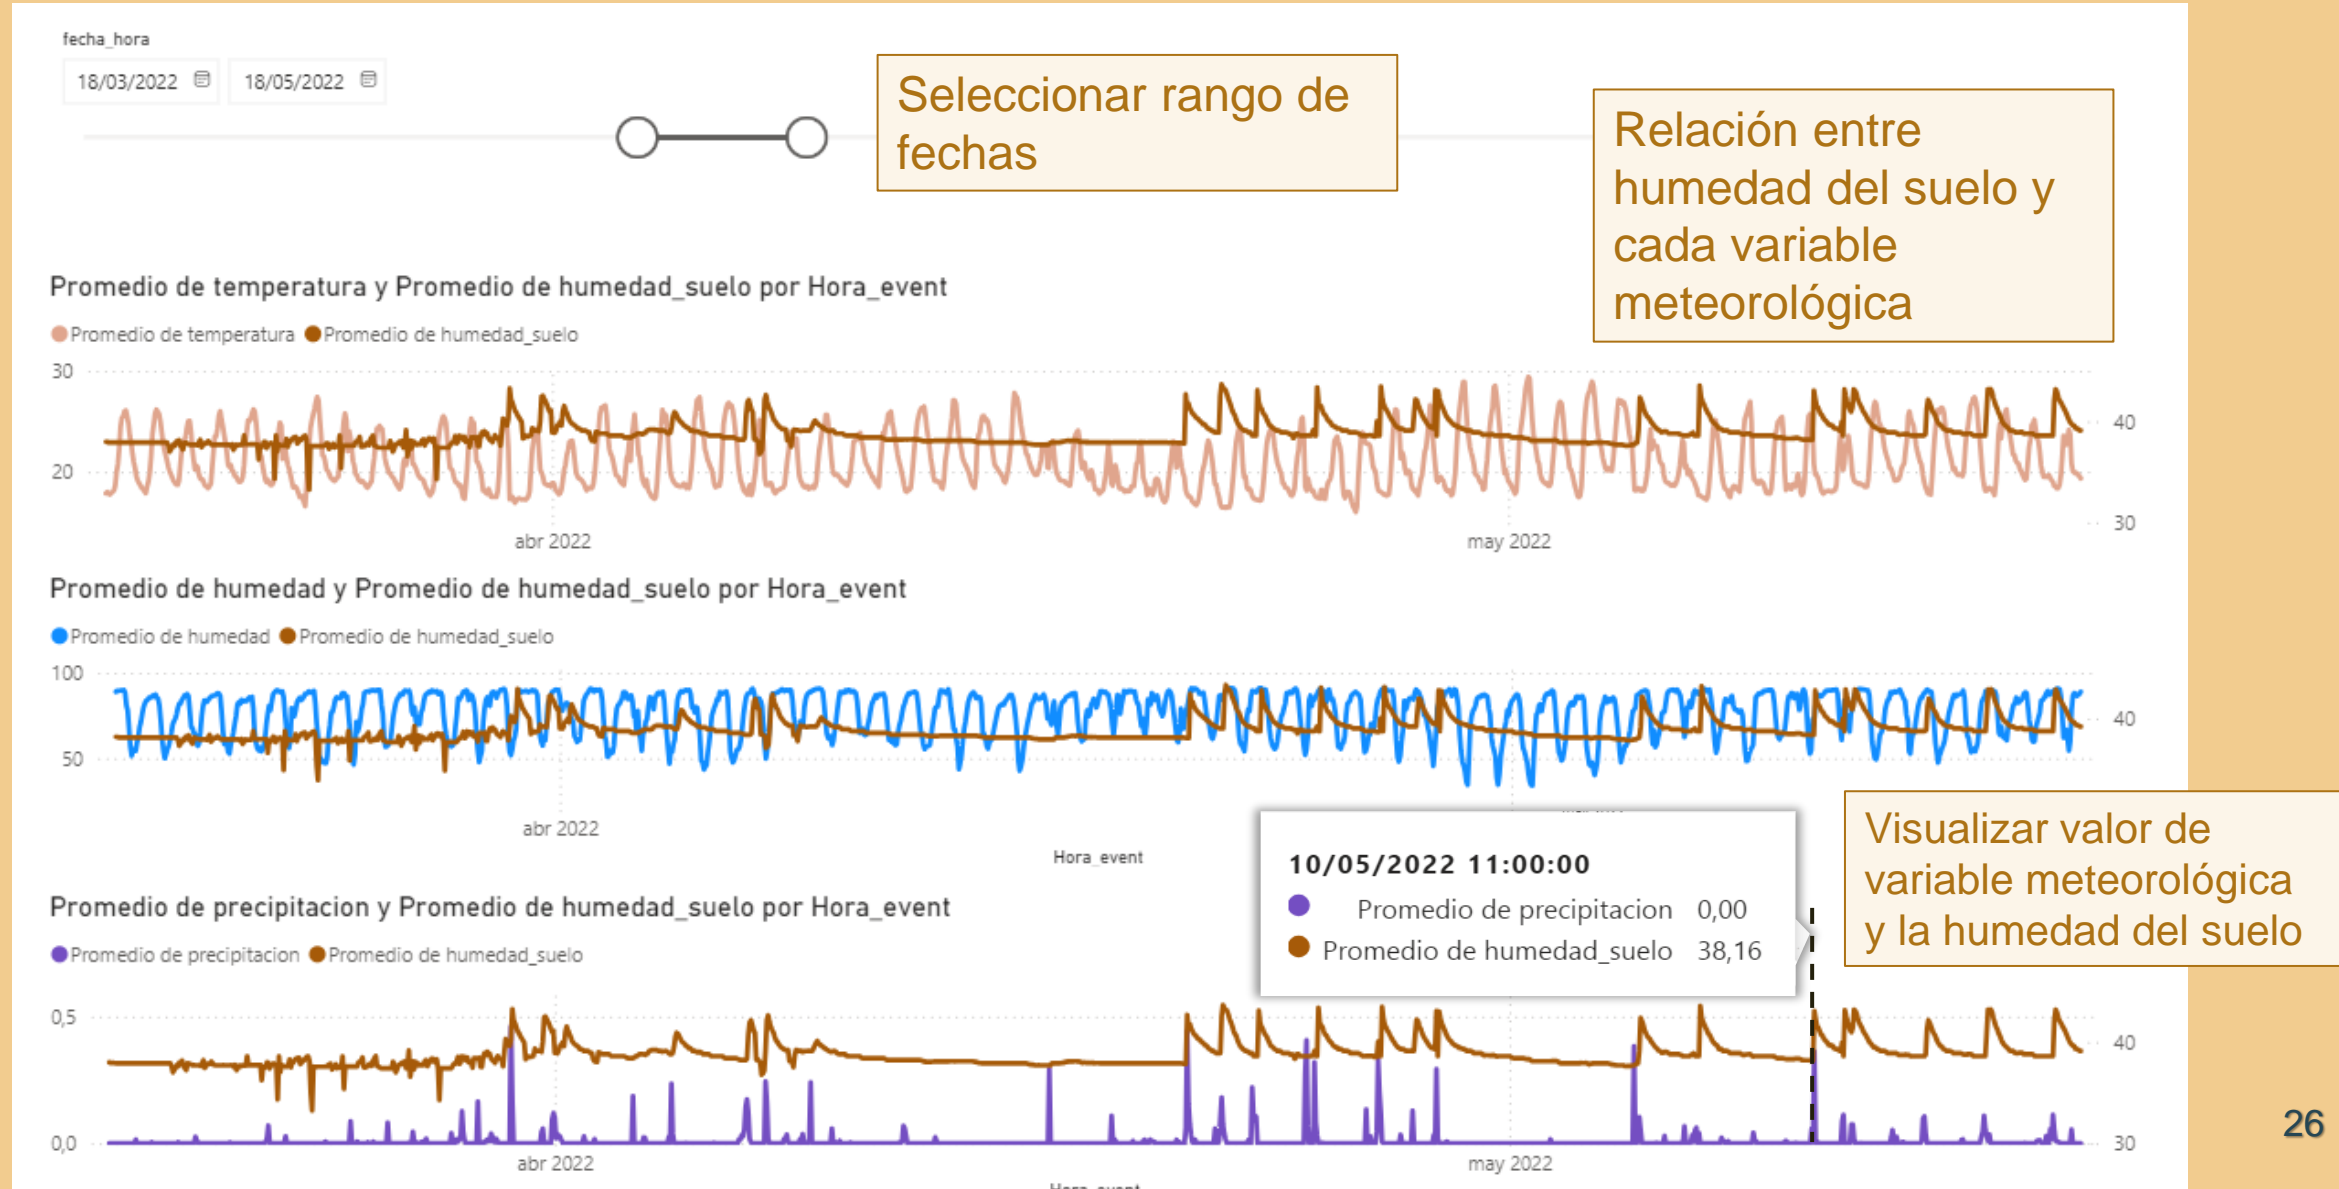 fecha_hora
18/03/2022 18/05/2022
Seleccionar rango de
fechas
Relación entre
humedad del suelo y
cada variable
meteorológica
Promedio de temperatura y Promedio de humedad_suelo por Hora_event
Promedio de temperatura Promedio de humedad_suelo
30
20
40
30
abr 2022 may 2022
Promedio de humedad y Promedio de humedad_suelo por Hora_event
Promedio de humedad Promedio de humedad_suelo
100
50
40
abr 2022
Hora_event
10/05/2022 11:00:00
Promedio de precipitacion 0,00
Promedio de humedad_suelo 38,16
Visualizar valor de
variable meteorológica
y la humedad del suelo
Promedio de precipitacion y Promedio de humedad_suelo por Hora_event
Promedio de precipitacion Promedio de humedad_suelo
0,5
0,0
40
30
abr 2022 may 2022
26